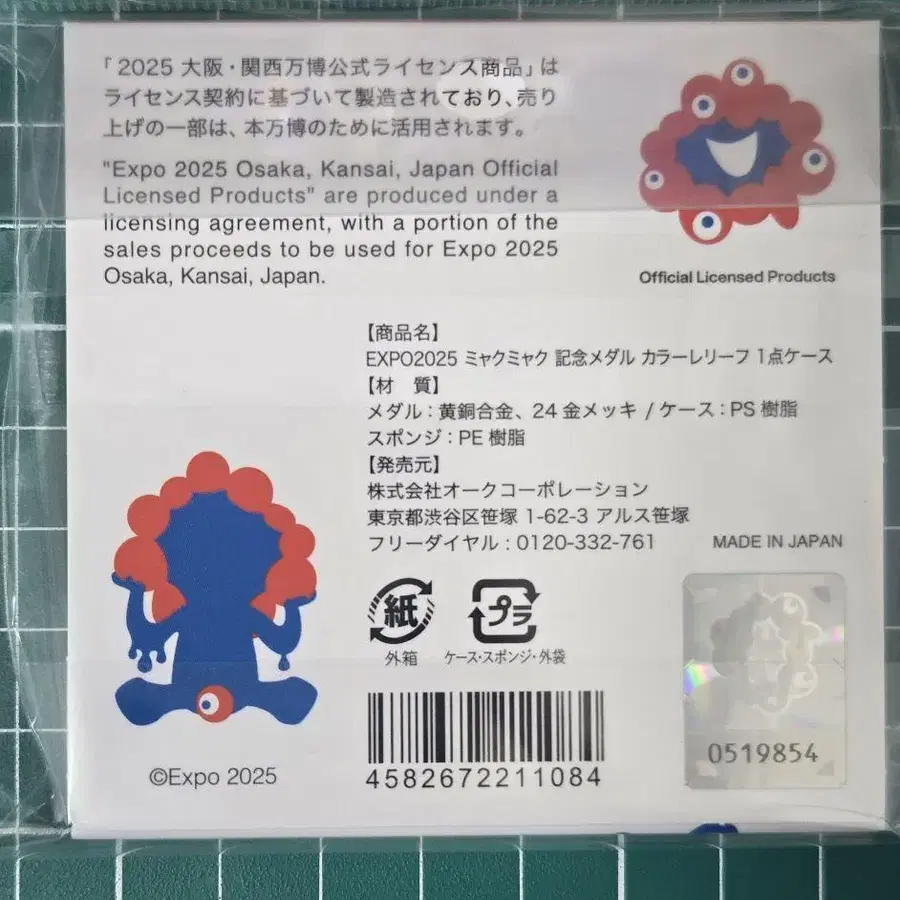 「2025 大阪・関西万博公式ライセンス商品」は
ライセンス契約に基づいて製造されており、売り
上げの一部は、本万博のために活用されます。
"Expo 2025 Osaka, Kansai, Japan Official
Licensed Products" are produced under a
licensing agreement, with a portion of the
sales proceeds to be used for Expo 2025
Osaka, Kansai, Japan.
Official Licensed Products
【商品名】
EXPO2025 ミャクミャク 記念メダル カラーレリーフ 1点ケース
【材　質】
メダル：黄銅合金、24金メッキ / ケース：PS樹脂
スポンジ：PE樹脂
【発売元】
株式会社オークコーポレーション
東京都渋谷区笹塚 1-62-3 アルス笹塚
フリーダイヤル：0120-332-761
MADE IN JAPAN
紙
外箱
プラ
ケース・スポンジ・外袋
4582672211084
0519854
©Expo 2025